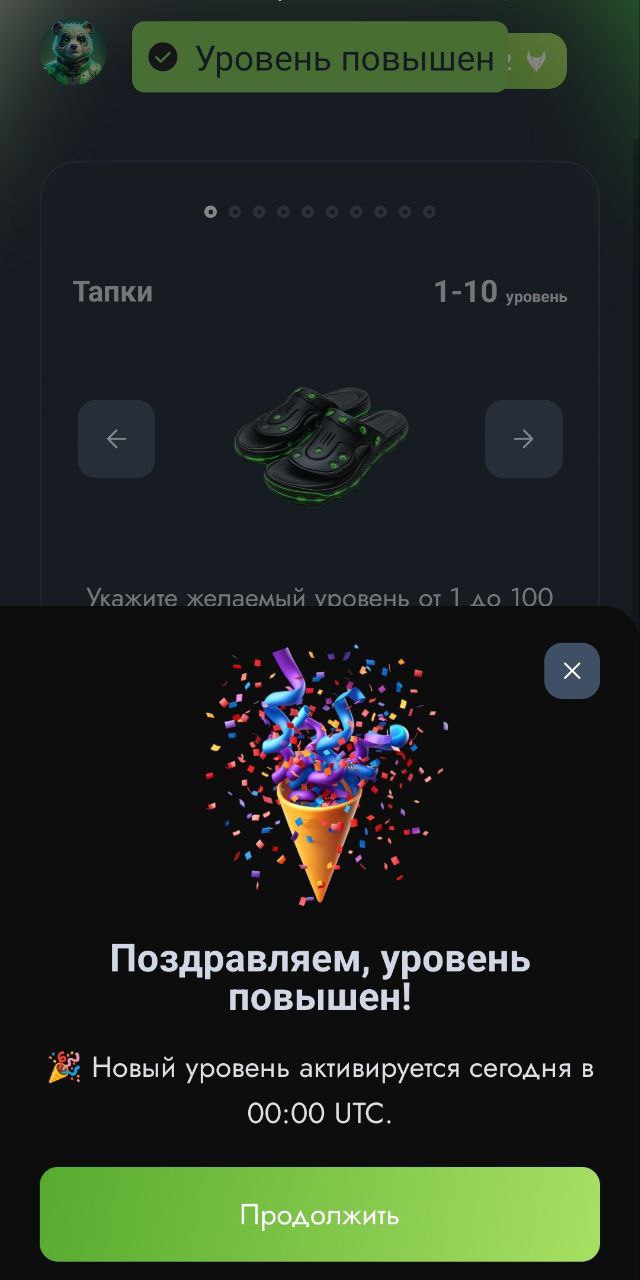 Уровень повышен
Тапки
1-10 уровень
Укажите желаемый уровень от 1 до 100
Поздравляем, уровень
повышен!
Новый уровень активируется сегодня в
00:00 UTC.
Продолжить